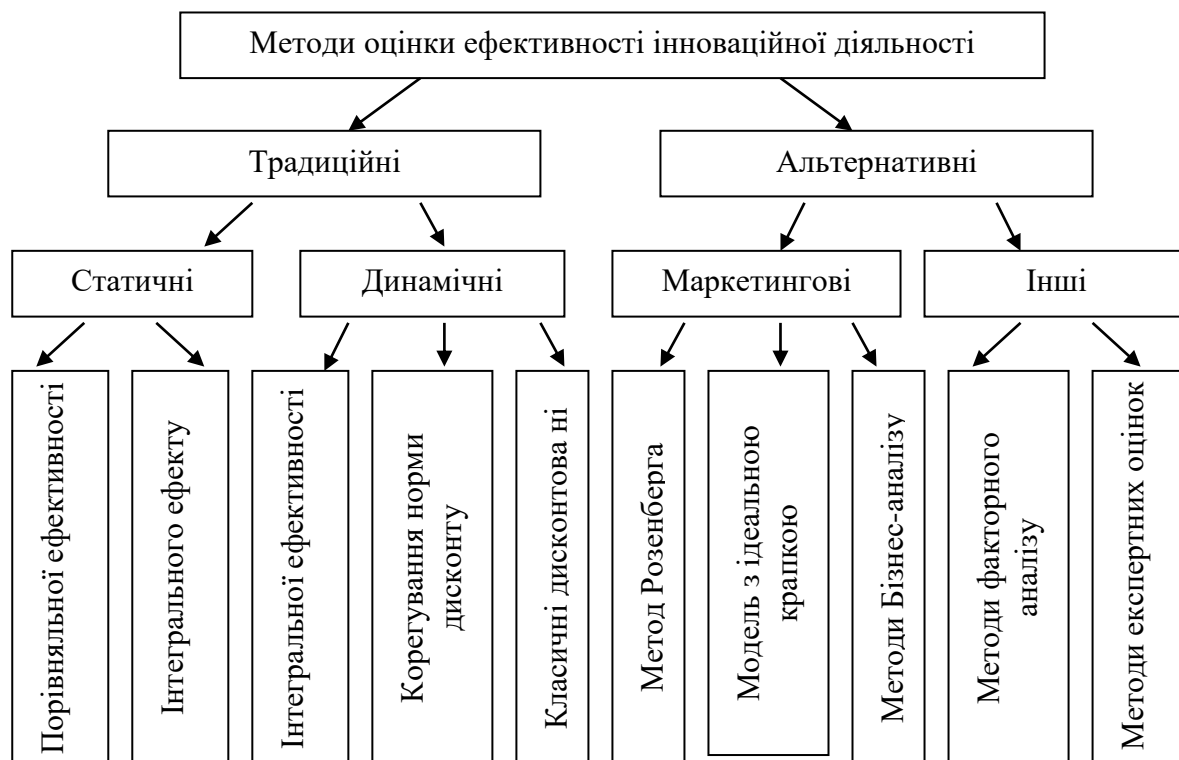 Методи оцінки ефективності інноваційної діяльності
Традиційні
Альтернативні
Статичні
Динамічні
Маркетингові
Інші
Порівняльної ефективності
Інтегрального ефекту
Інтегральної ефективності
Корегування норми
дисконту
Класичні дисконтова ні
Метод Розенберга
Модель з ідеальною
крапкою
Методи Бізнес-аналізу
Методи факторного
аналізу
Методи експертних оцінок